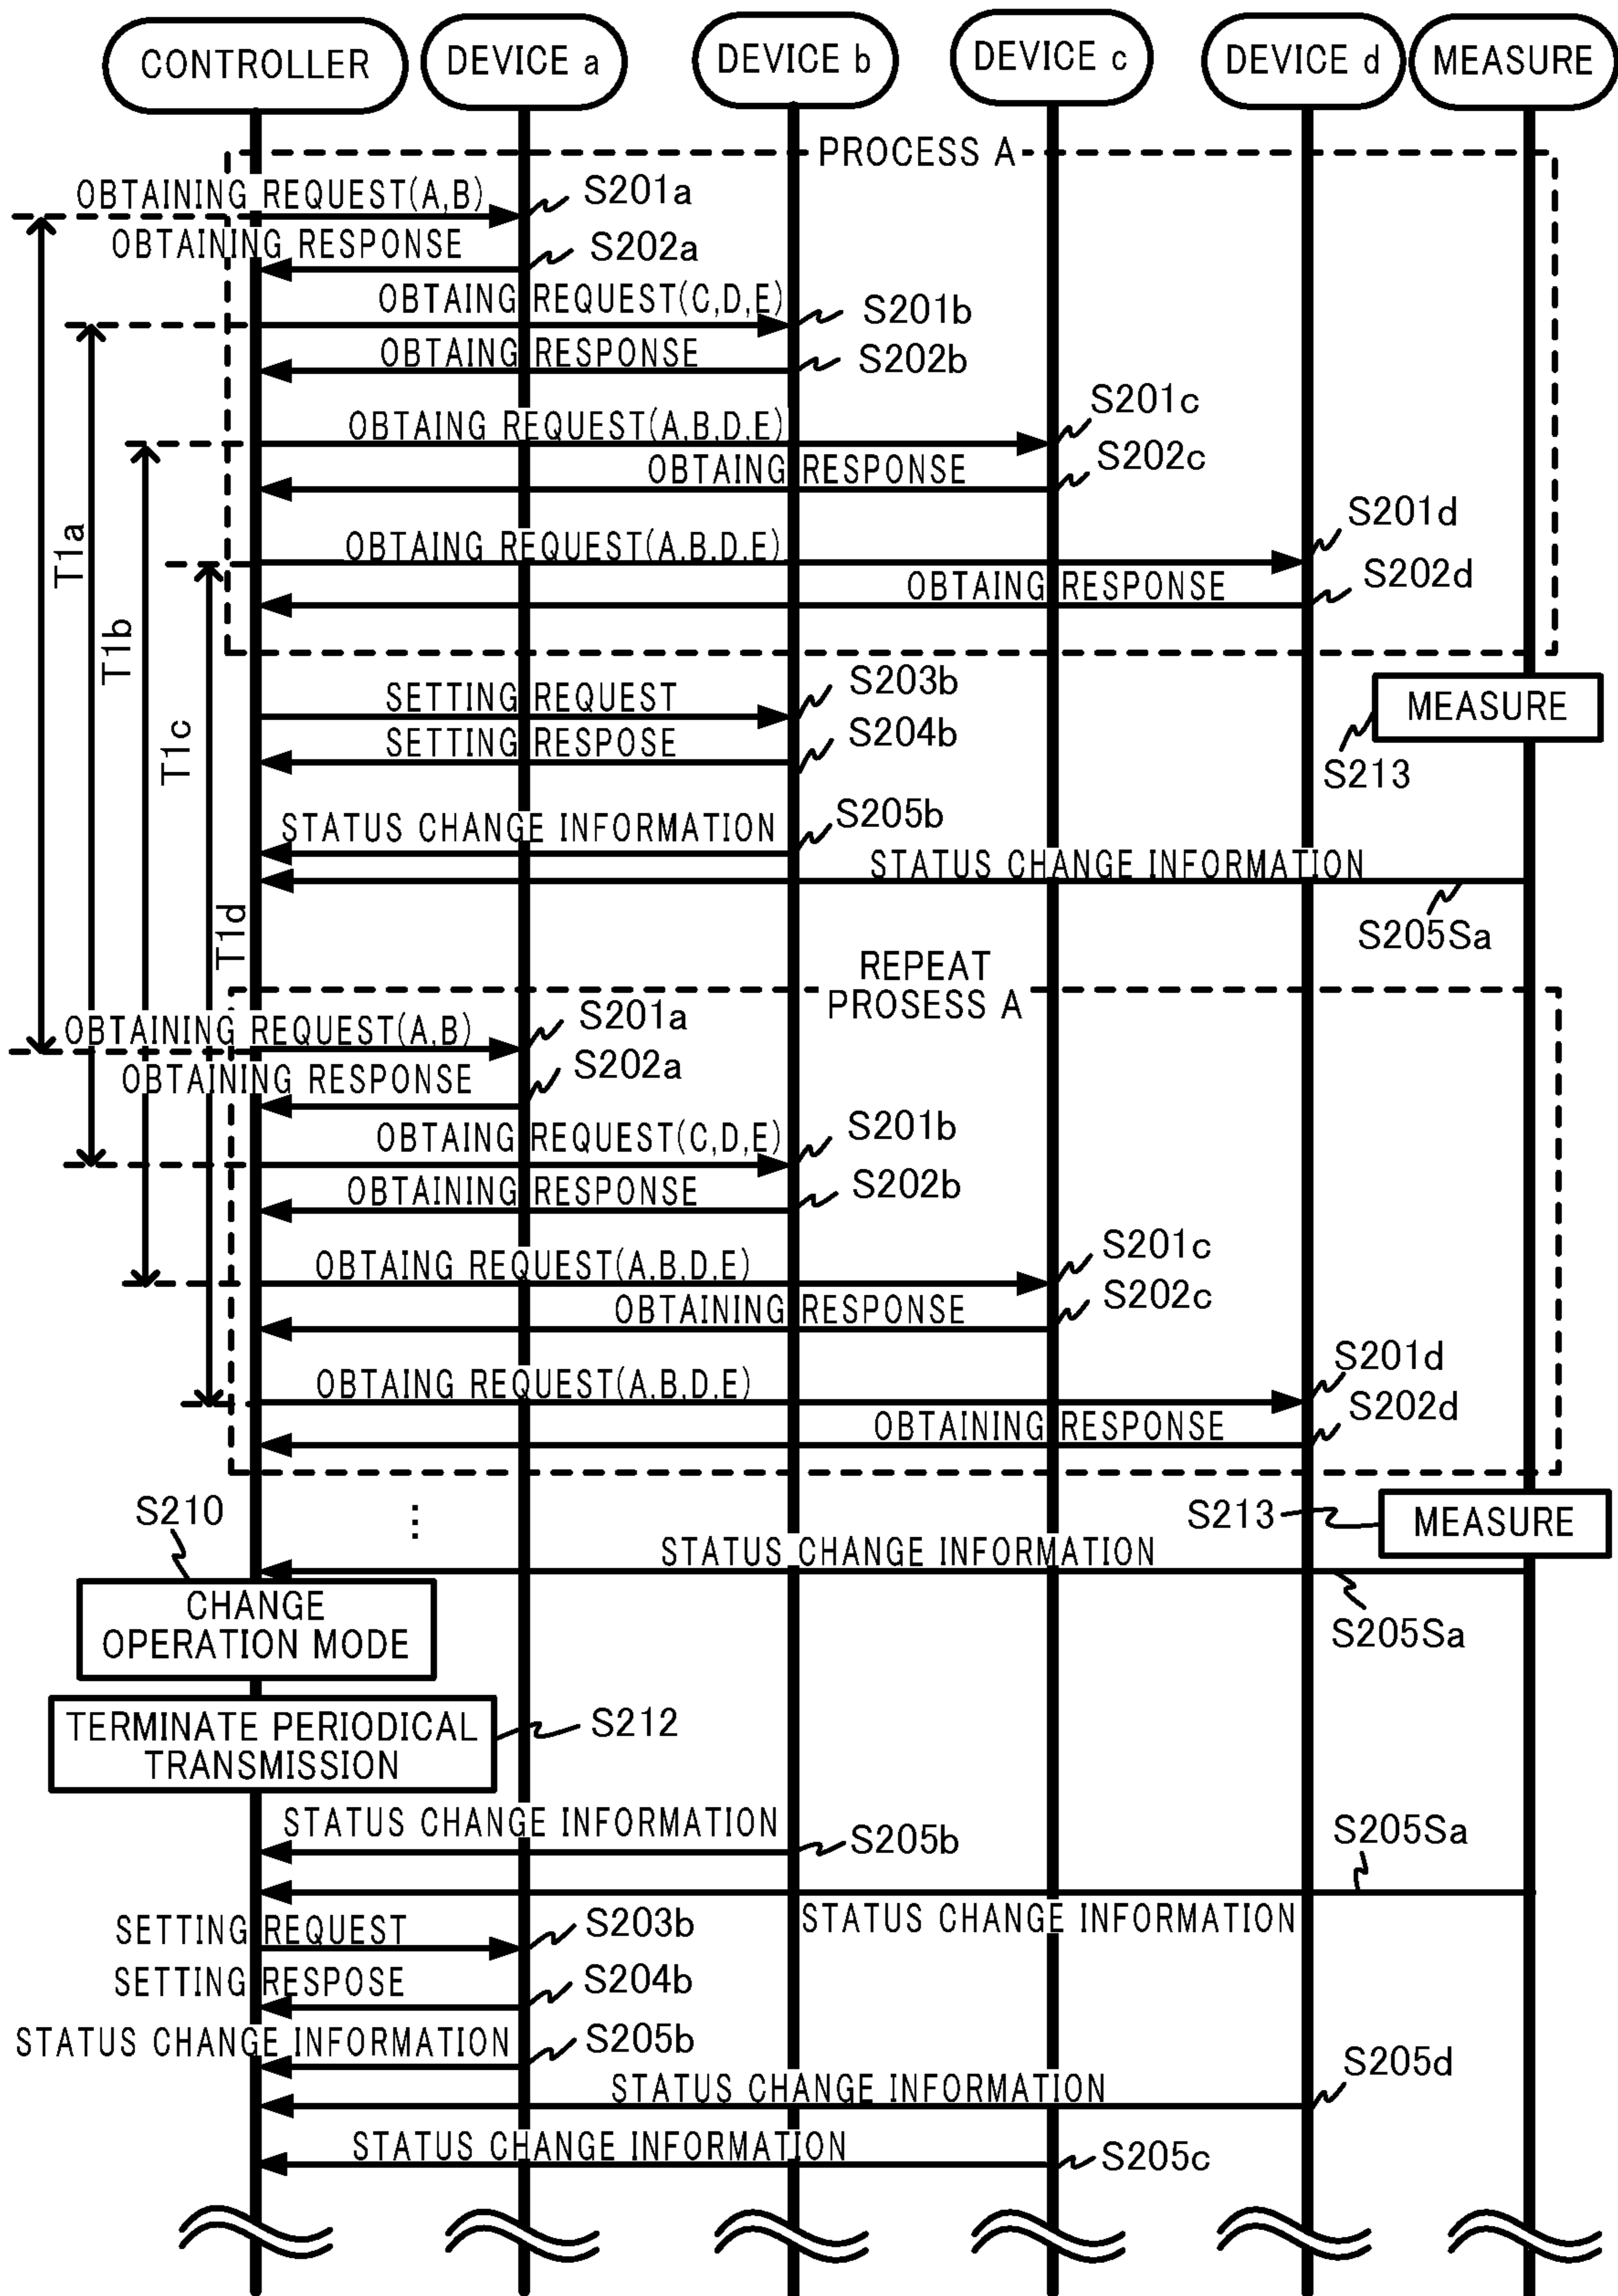 CONTROLLER
DEVICE a
DEVICE b
DEVICE c
DEVICE d
MEASURE
PROCESS A
OBTAINING REQUEST(A,B)
S201a
OBTAINING RESPONSE
S202a
OBTAING REQUEST(C,D,E)
S201b
OBTAING RESPONSE
S202b
OBTAING REQUEST(A,B,D,E)
S201c
OBTAING RESPONSE
S202c
OBTAING REQUEST(A,B,D,E)
S201d
OBTAING RESPONSE
S202d
T1a
T1b
T1c
T1d
SETTING REQUEST
S203b
MEASURE
S213
SETTING RESPOSE
S204b
STATUS CHANGE INFORMATION
S205b
STATUS CHANGE INFORMATION
S205Sa
REPEAT
PROSESS A
OBTAINING REQUEST(A,B)
S201a
OBTAINING RESPONSE
S202a
OBTAING REQUEST(C,D,E)
S201b
OBTAINING RESPONSE
S202b
OBTAING REQUEST(A,B,D,E)
S201c
OBTAINING RESPONSE
S202c
OBTAING REQUEST(A,B,D,E)
S201d
OBTAINING RESPONSE
S202d
S210
⋮
S213
MEASURE
STATUS CHANGE INFORMATION
S205Sa
CHANGE
OPERATION MODE
TERMINATE PERIODICAL
TRANSMISSION
S212
STATUS CHANGE INFORMATION
S205b
S205Sa
STATUS CHANGE INFORMATION
SETTING REQUEST
S203b
SETTING RESPOSE
S204b
STATUS CHANGE INFORMATION
S205b
STATUS CHANGE INFORMATION
S205d
STATUS CHANGE INFORMATION
S205c